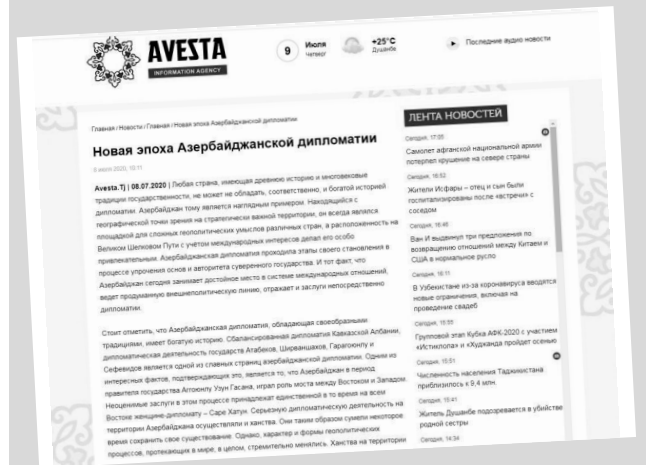 AVESTA
INFORMATION AGENCY
9
Июля
Четверг
+25°C
Душанбе
Последние аудио новости
Главная / Новости / Главная / Новая эпоха Азербайджанской дипломатии
Новая эпоха Азербайджанской дипломатии
9 июля 2020, 10:11
Avesta.Tj | 08.07.2020 | Любая страна, имеющая древнюю историю и многовековые
традиции государственности, не может не обладать, соответственно, и богатой историей
дипломатии. Азербайджан тому является наглядным примером. Находящийся с
географической точки зрения на стратегически важной территории, он всегда являлся
площадкой для сложных геополитических умыслов различных стран, а расположенность на
Великом Шелковом Пути с учётом международных интересов делал его особо
привлекательным. Азербайджанская дипломатия проходила этапы своего становления в
процессе упрочения основ и авторитета суверенного государства. И тот факт, что
Азербайджан сегодня занимает достойное место в системе международных отношений,
ведет продуманную внешнеполитическую линию, отражает и заслуги непосредственно
дипломатии.
Стоит отметить, что Азербайджанская дипломатия, обладающая своеобразными
традициями, имеет богатую историю. Сбалансированная дипломатия Кавказской Албании,
дипломатическая деятельность государств Атабеков, Ширваншахов, Гарагоюнлу и
Сефевидов является одной из славных страниц азербайджанской дипломатии. Одним из
интересных фактов, подтверждающих это, является то, что Азербайджан в период
правителя государства Аггоюнлу Узун Гасана, играл роль моста между Востоком и Западом.
Неоценимые заслуги в этом процессе принадлежат единственной в то время на всем
Востоке женщине-дипломату – Саре Хатун. Серьезную дипломатическую деятельность на
территории Азербайджана осуществляли и ханства. Они таким образом сумели некоторое
время сохранить свое существование. Однако, характер и формы геополитических
процессов, протекающих в мире, в целом, стремительно менялись. Ханства на территории
ЛЕНТА НОВОСТЕЙ
Сегодня, 17:05
Самолет афганской национальной армии
потерпел крушение на севере страны
Сегодня, 16:52
Жители Исфары – отец и сын были
госпитализированы после «встречи» с
соседом
Сегодня, 16:45
Ван И выдвинул три предложения по
возвращению отношений между Китаем и
США в нормальное русло
Сегодня, 16:11
В Узбекистане из-за коронавируса вводятся
новые ограничения, включая на
проведение свадеб
Сегодня, 15:55
Групповой этап Кубка АФК-2020 с участием
«Истиклола» и «Худжанда пройдет осенью
Сегодня, 15:51
Численность населения Таджикистана
приблизилось к 9,4 млн.
Сегодня, 15:41
Житель Душанбе подозревается в убийстве
родной сестры
Сегодня, 14:34